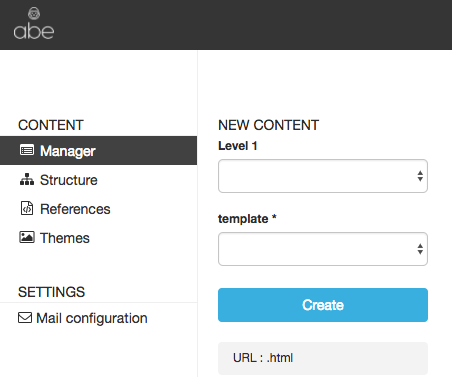 abe
CONTENT
Manager
Structure
References
Themes
SETTINGS
Mail configuration
NEW CONTENT
Level 1
template *
Create
URL : .html